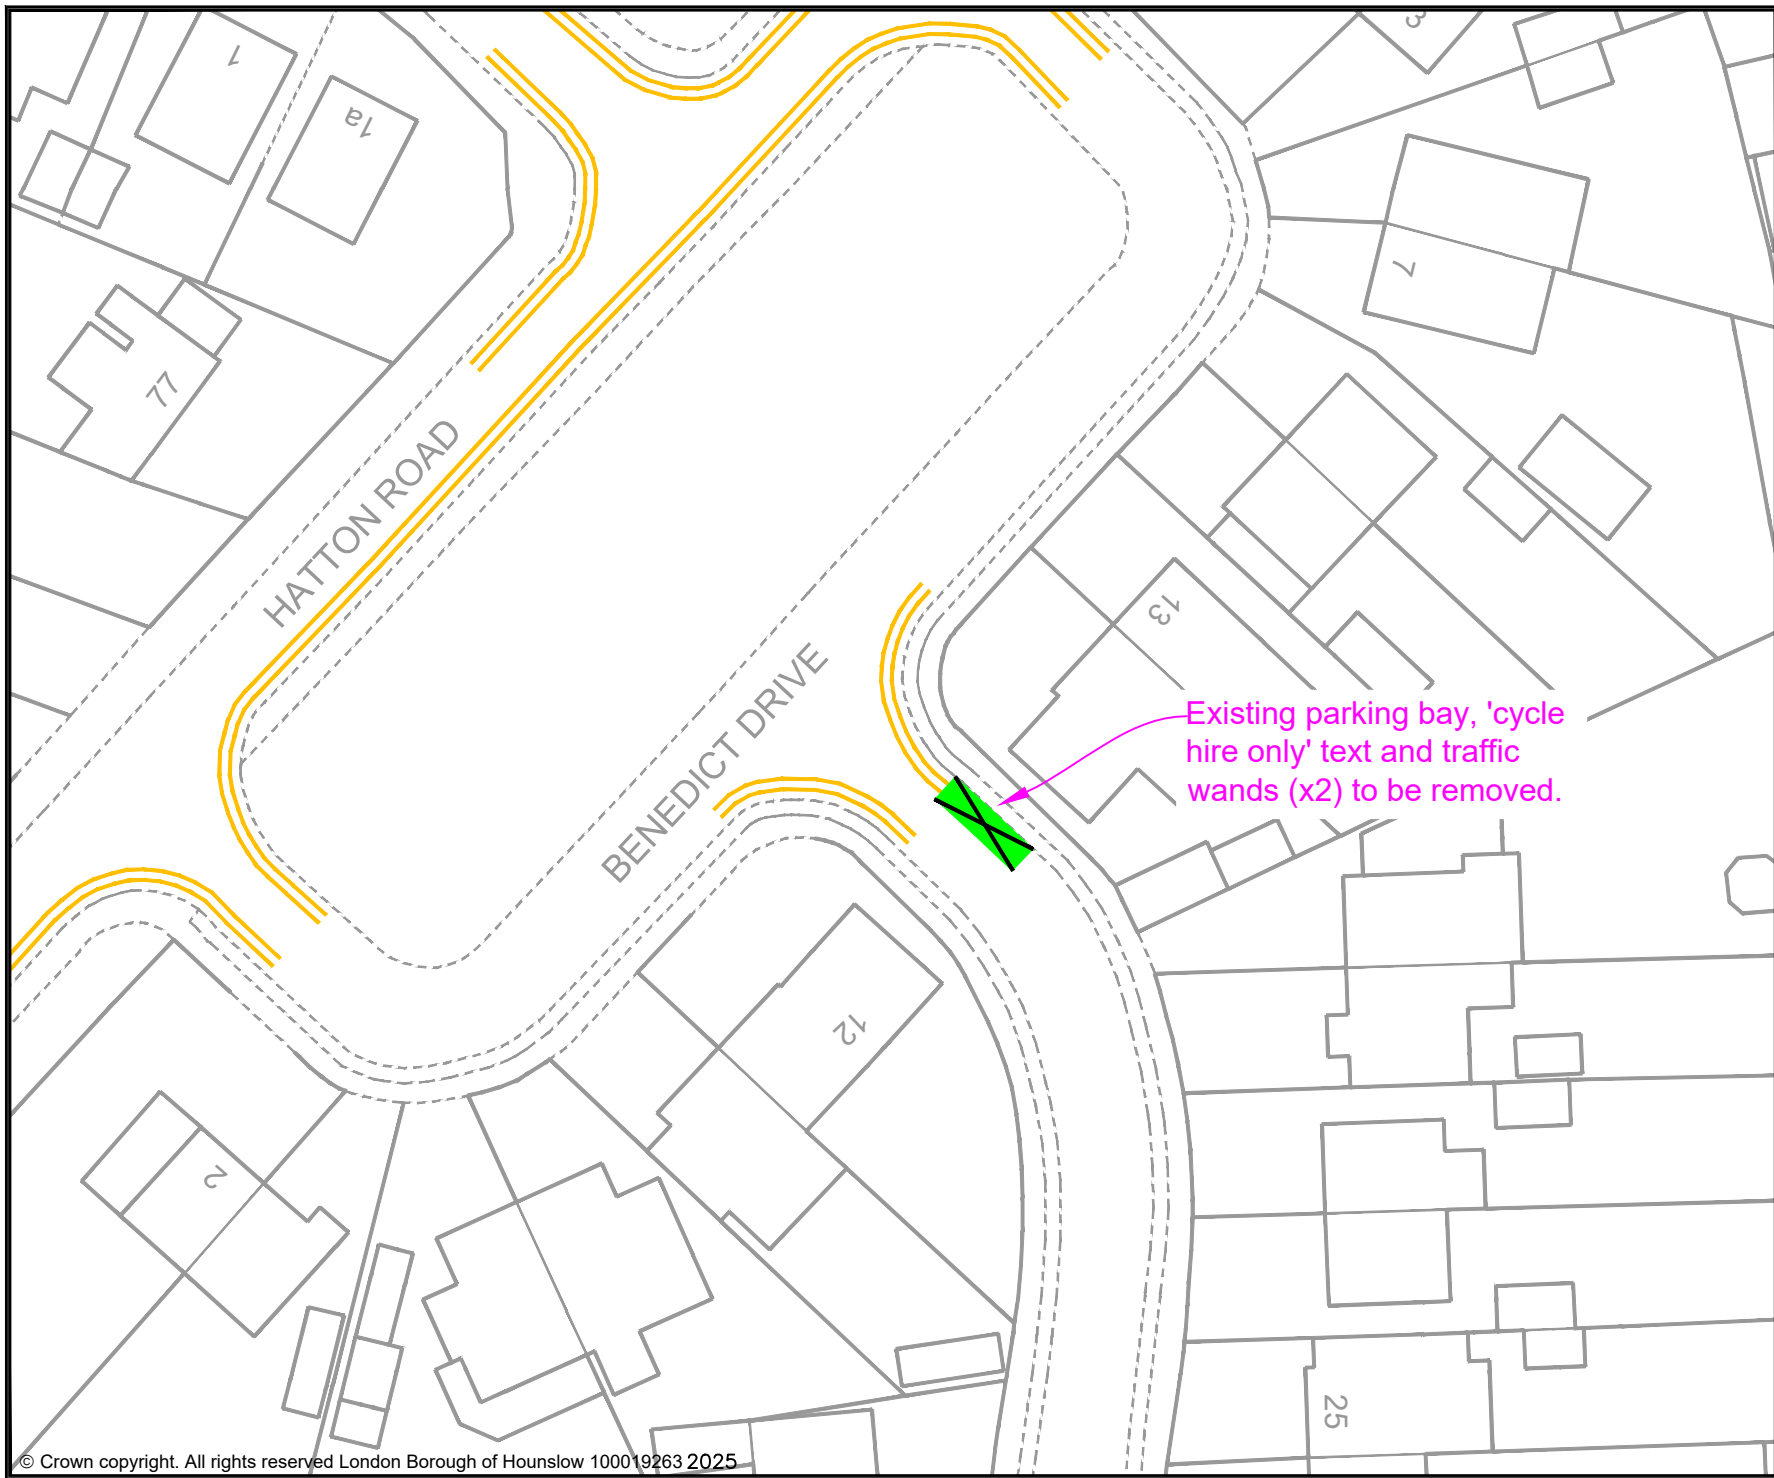 1
1a
3
7
77
HATTON ROAD
13
BENEDICT DRIVE
Existing parking bay, 'cycle
hire only' text and traffic
wands (x2) to be removed.
12
2
25
© Crown copyright. All rights reserved London Borough of Hounslow 100019263 2025